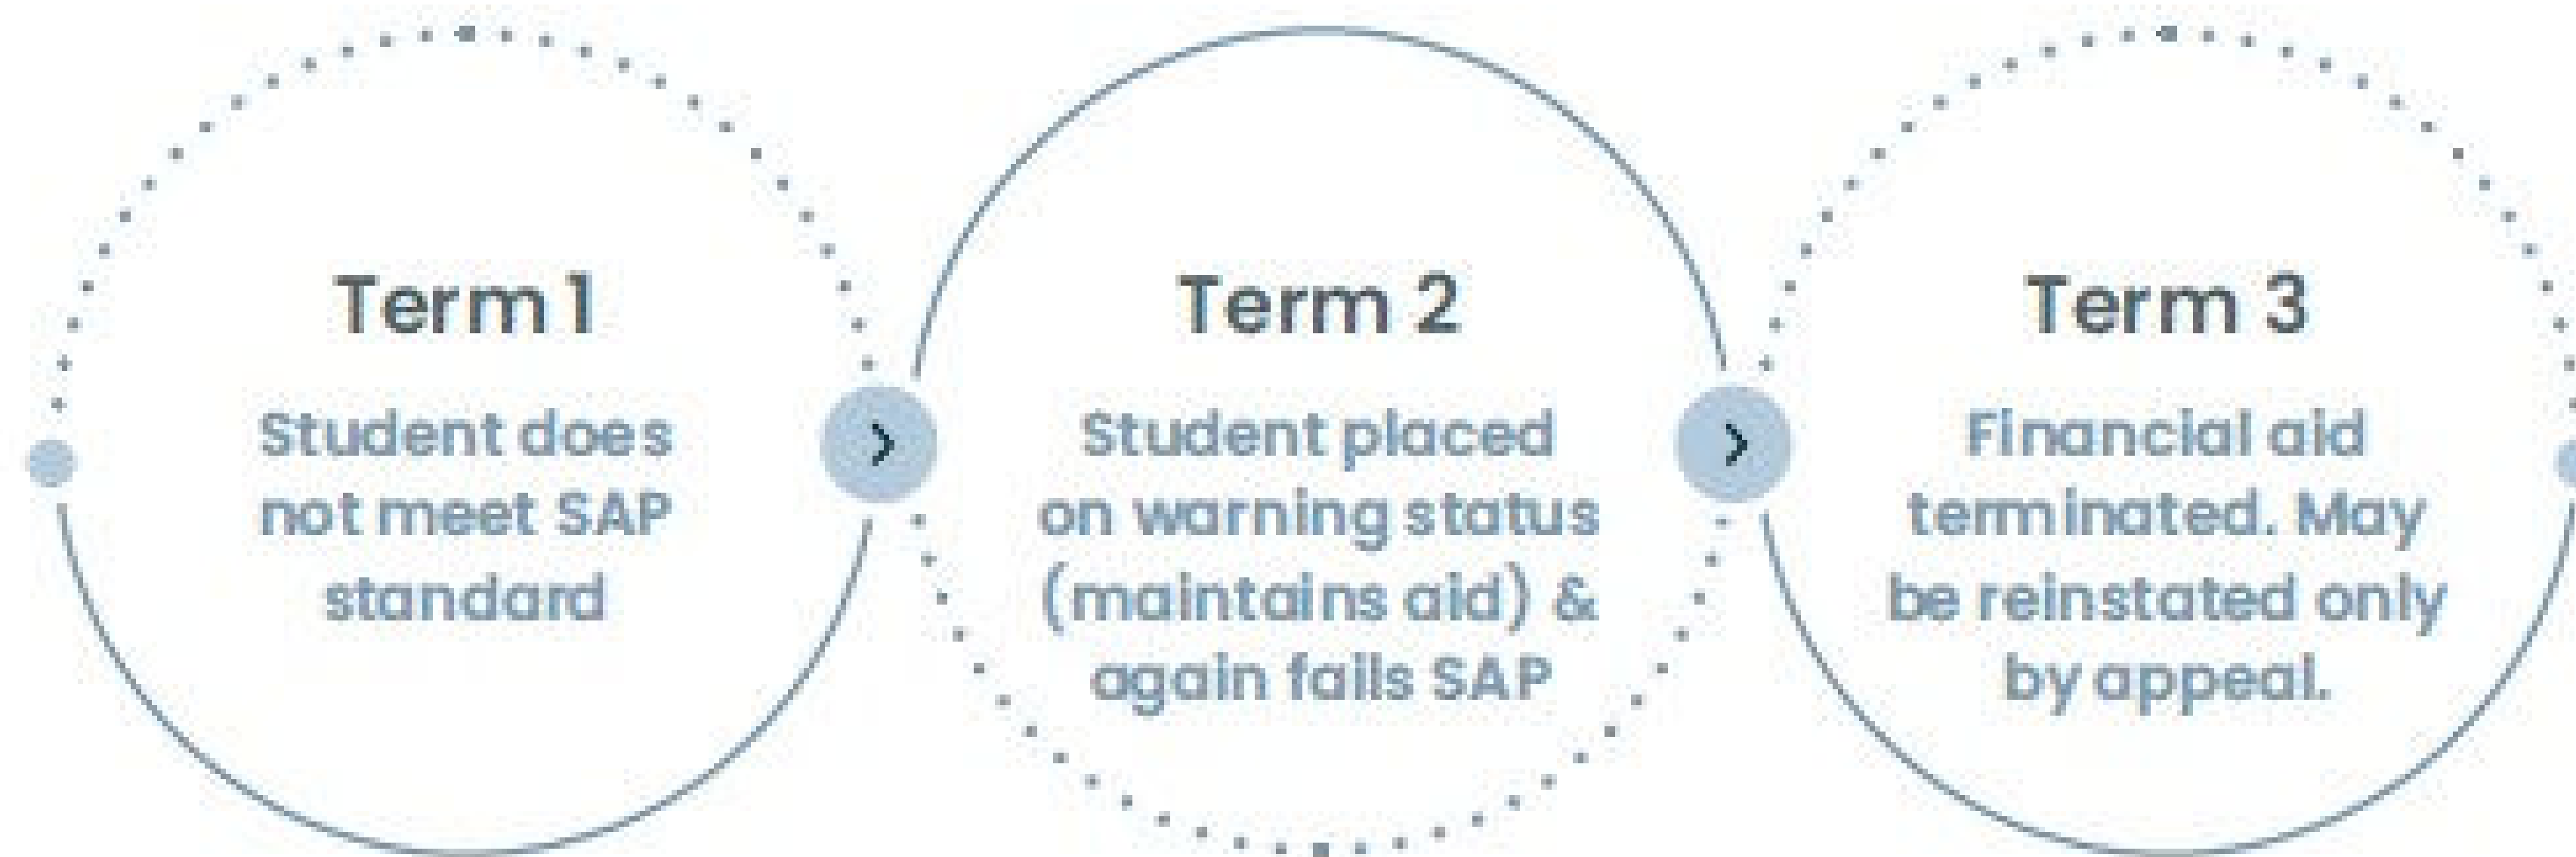 Term 1
Student does
not meet SAP
standard
Term 2
Student placed
on warning status
(maintains aid) &
again fails SAP
Term 3
Financial aid
terminated. May
be reinstated only
by appeal.